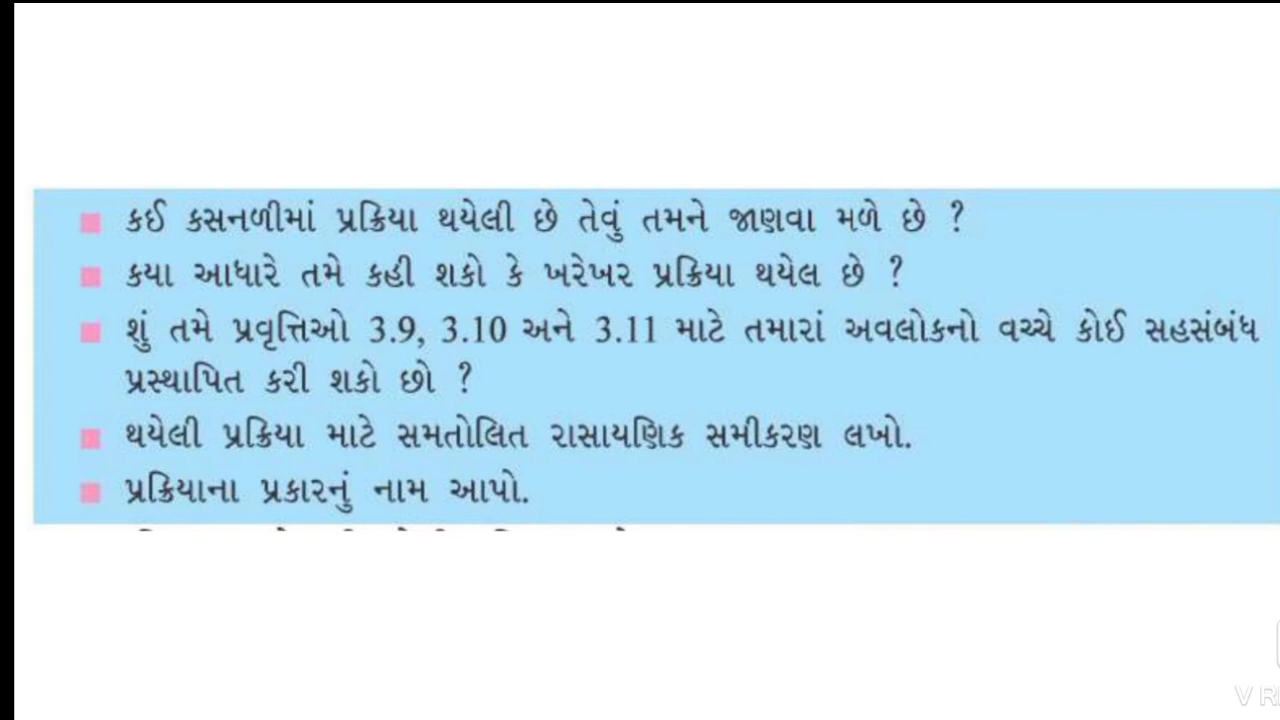 કઈ કસનળીમાં પ્રક્રિયા થયેલી છે તેવું તમને જાણવા મળે છે ?
કયા આધારે તમે કહી શકો કે ખરેખર પ્રક્રિયા થયેલ છે ?
શું તમે પ્રવૃત્તિઓ 3.9, 3.10 અને 3.11 માટે તમારાં અવલોકનો વચ્ચે કોઈ સહસંબંધ
પ્રસ્થાપિત કરી શકો છો ?
થયેલી પ્રક્રિયા માટે સમતોલિત રાસાયણિક સમીકરણ લખો.
પ્રક્રિયાના પ્રકારનું નામ આપો.